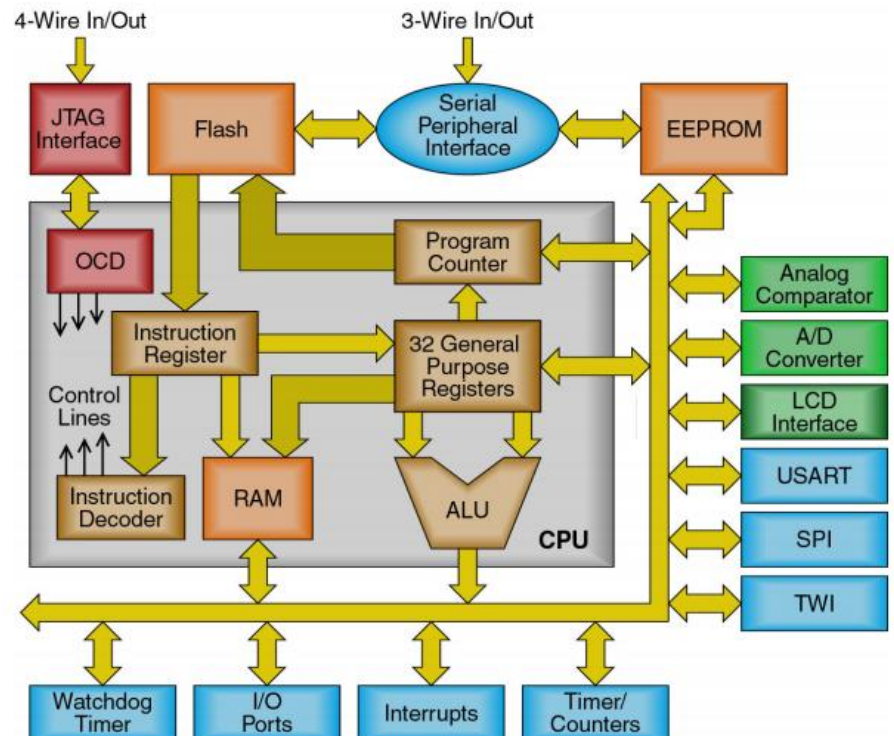 4-Wire In/Out
3-Wire In/Out
JTAG
Interface
Flash
Serial
Peripheral
Interface
EEPROM
OCD
Program
Counter
Analog
Comparator
Instruction
Register
32 General
Purpose
Registers
A/D
Converter
Control
Lines
LCD
Interface
Instruction
Decoder
RAM
ALU
CPU
USART
SPI
TWI
Watchdog
Timer
I/O
Ports
Interrupts
Timer/
Counters